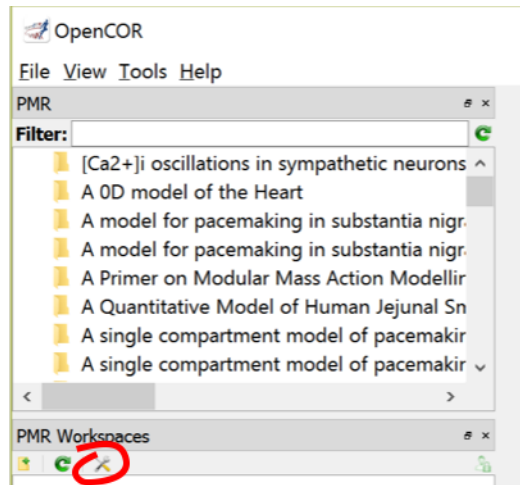 OpenCOR
File View Tools Help
PMR
Filter:
[Ca2+]i oscillations in sympathetic neurons
A 0D model of the Heart
A model for pacemaking in substantia nigr
A model for pacemaking in substantia nigr
A Primer on Modular Mass Action Modellin
A Quantitative Model of Human Jejunal Sn
A single compartment model of pacemakir
A single compartment model of pacemakir
PMR Workspaces